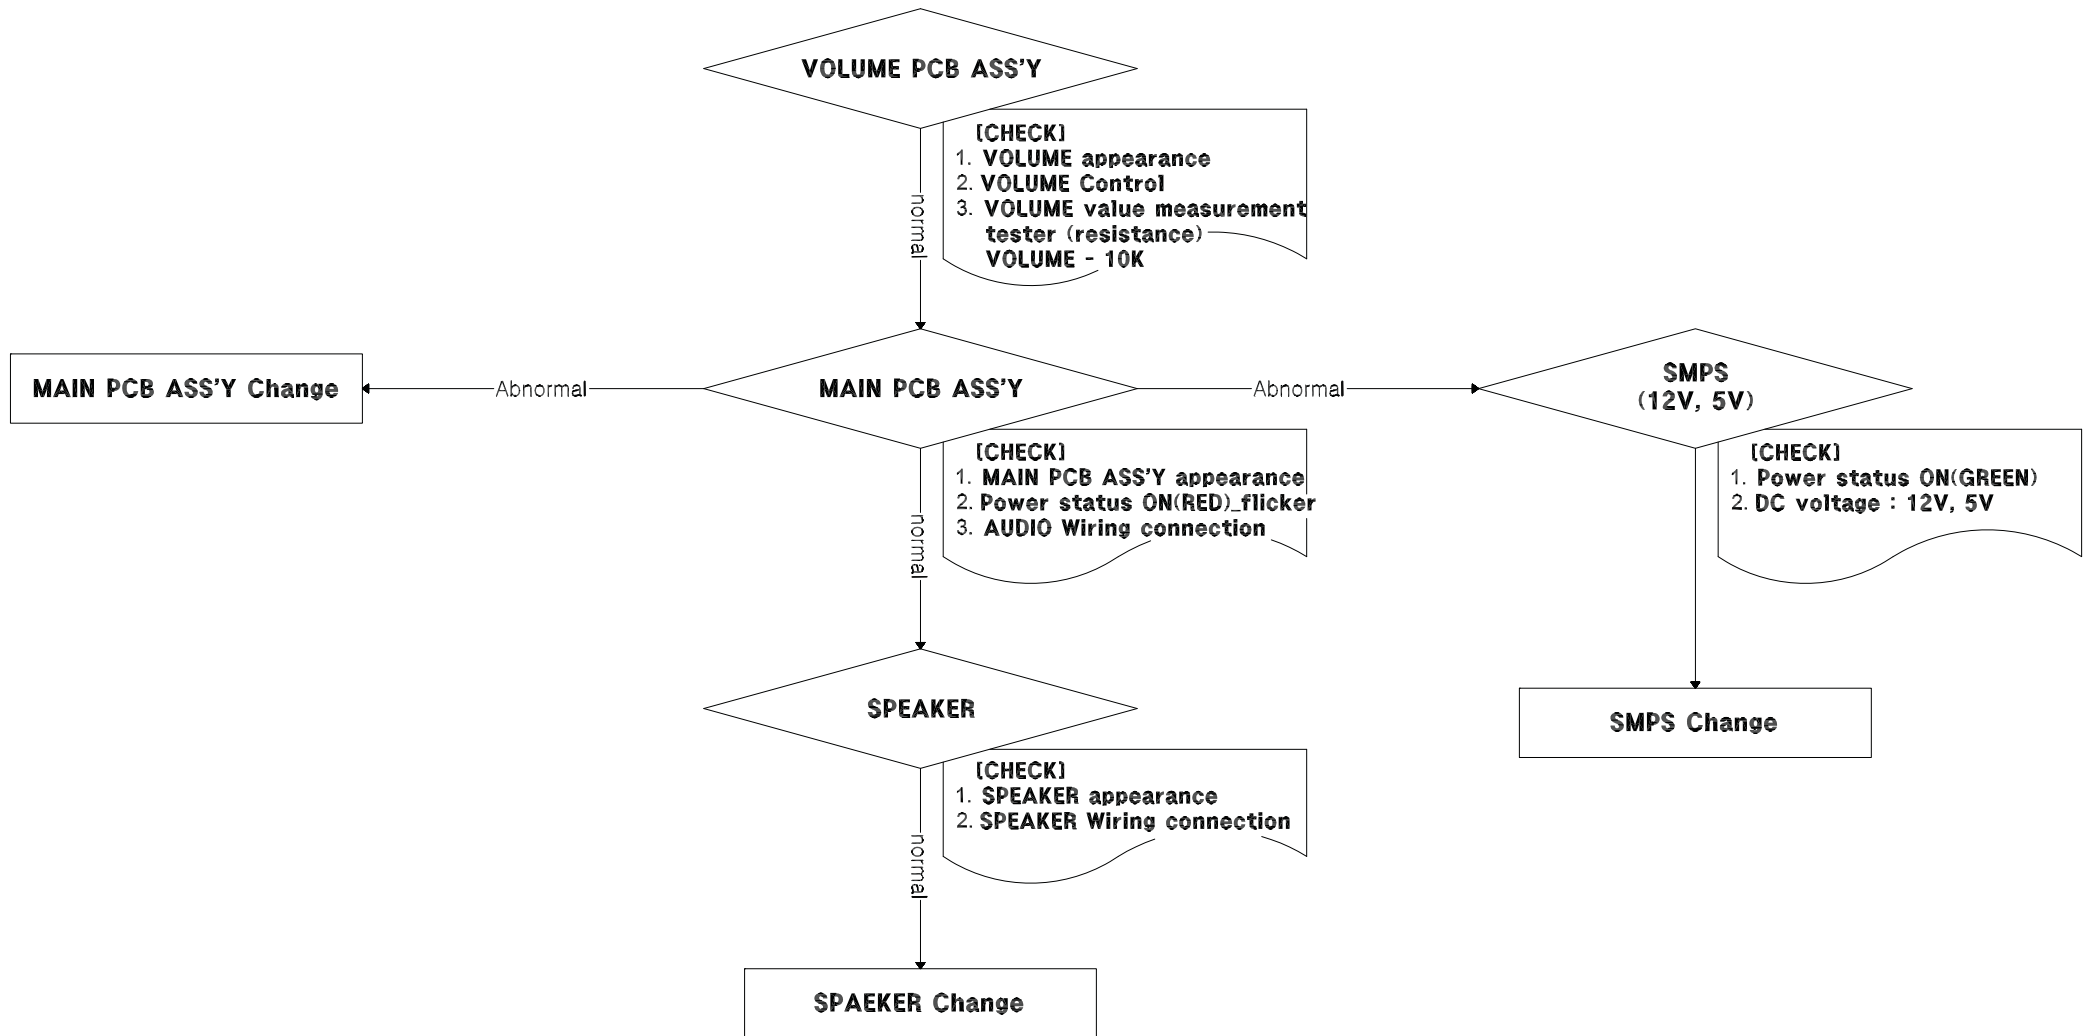 VOLUME PCB ASS'Y
[CHECK]
1. VOLUME appearance
2. VOLUME Control
3. VOLUME value measurement
tester (resistance)
VOLUME - 10K
normal
MAIN PCB ASS'Y Change
Abnormal
MAIN PCB ASS'Y
Abnormal
SMPS
(12V, 5V)
[CHECK]
1. MAIN PCB ASS'Y appearance
2. Power status ON(RED)_flicker
3. AUDIO Wiring connection
[CHECK]
1. Power status ON(GREEN)
2. DC voltage : 12V, 5V
normal
SPEAKER
SMPS Change
[CHECK]
1. SPEAKER appearance
2. SPEAKER Wiring connection
normal
SPAEKER Change